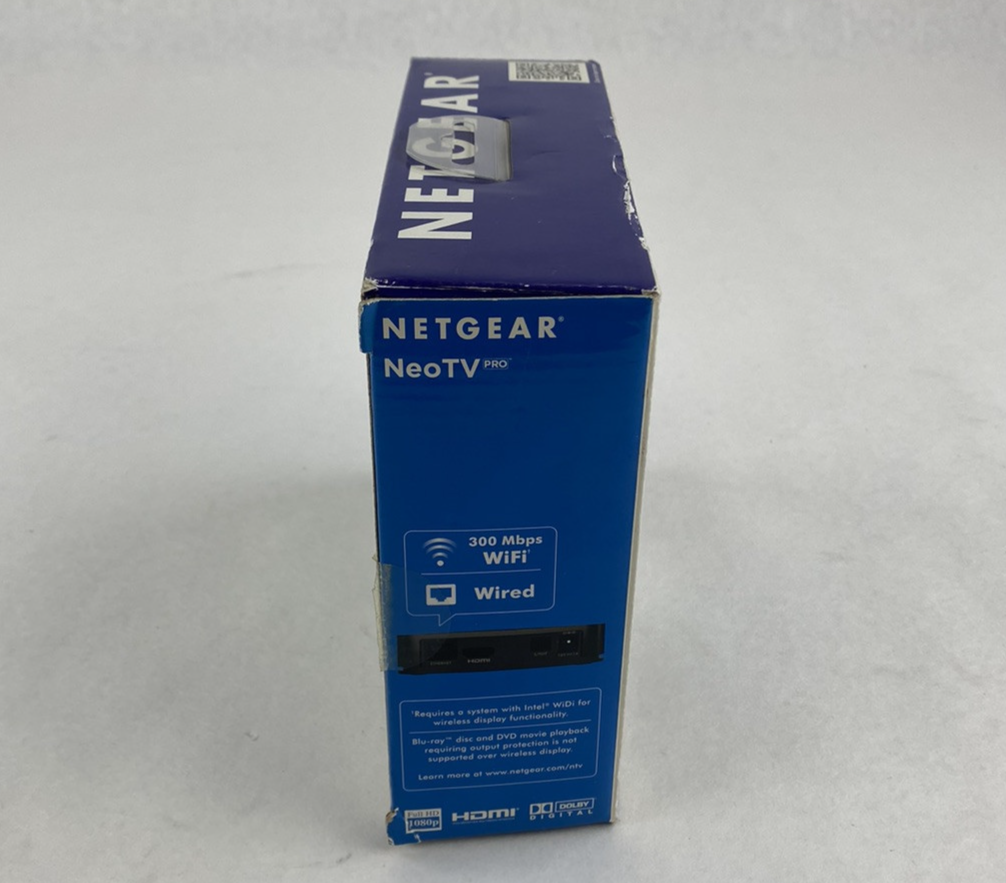 NETGEAR
NETGEAR®
NeoTV PRO™
300 Mbps
WiFi†
Wired
HDMI
†Requires a system with Intel® WiDi for
wireless display functionality.
Blu-ray™ disc and DVD movie playback
requiring output protection is not
supported over wireless display.
Learn more at www.netgear.com/ntv
Full HD
1080p
HDMI
DOLBY
DIGITAL